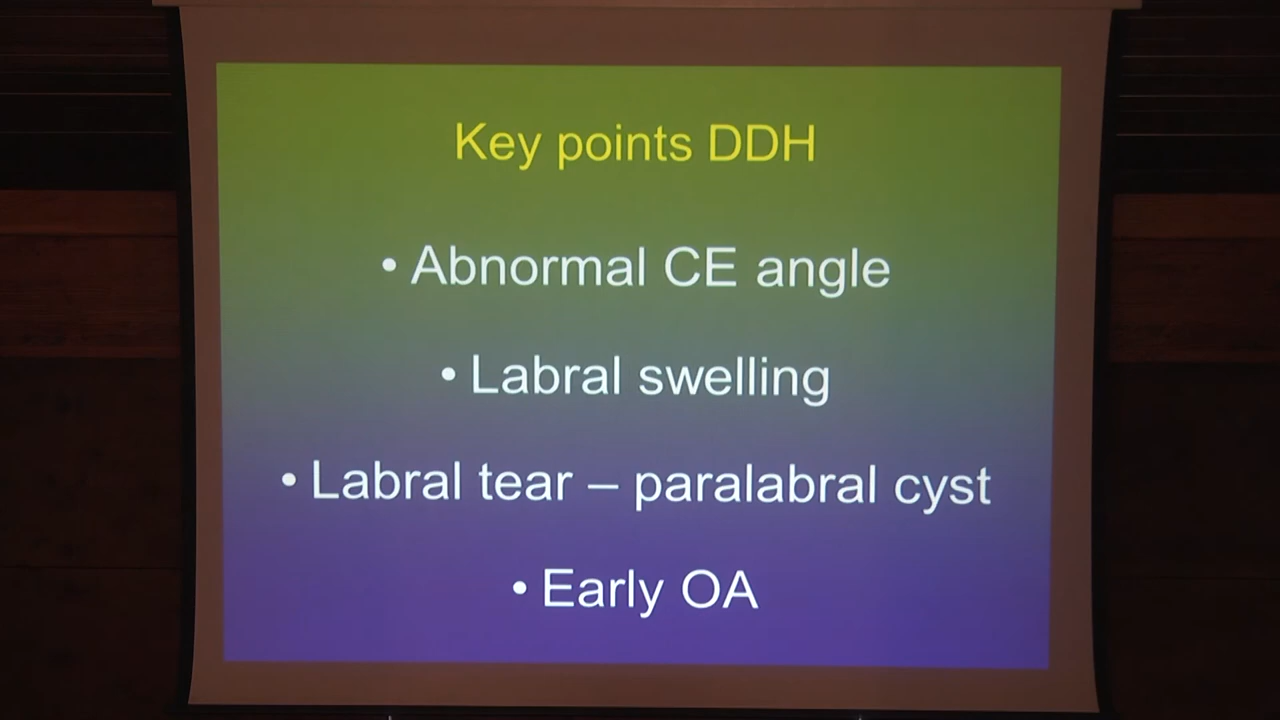 Key points DDH
• Abnormal CE angle
• Labral swelling
• Labral tear – paralabral cyst
• Early OA